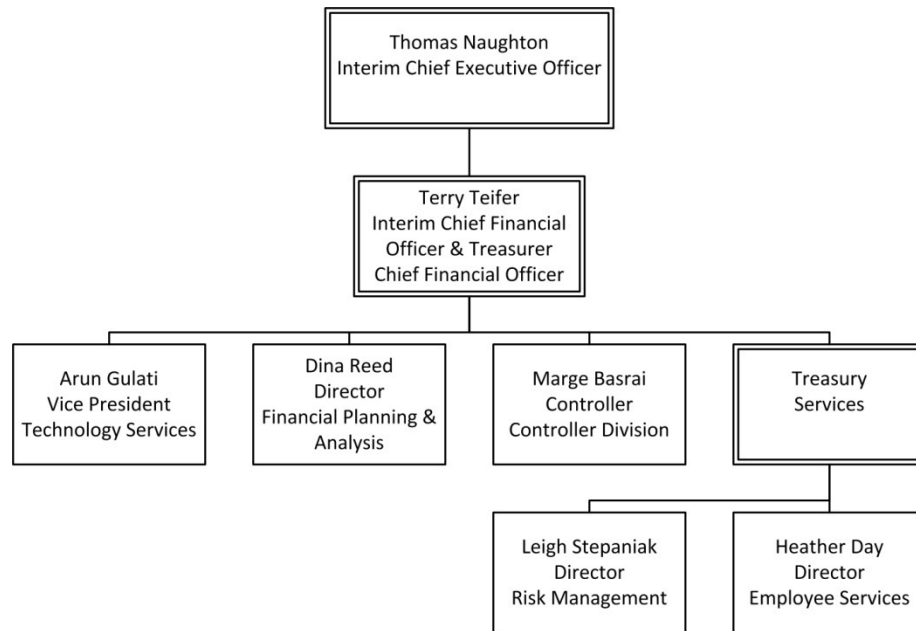 Thomas Naughton
Interim Chief Executive Officer
Terry Teifer
Interim Chief Financial
Officer & Treasurer
Chief Financial Officer
Arun Gulati
Vice President
Technology Services
Dina Reed
Director
Financial Planning &
Analysis
Marge Basrai
Controller
Controller Division
Treasury
Services
Leigh Stepaniak
Director
Risk Management
Heather Day
Director
Employee Services